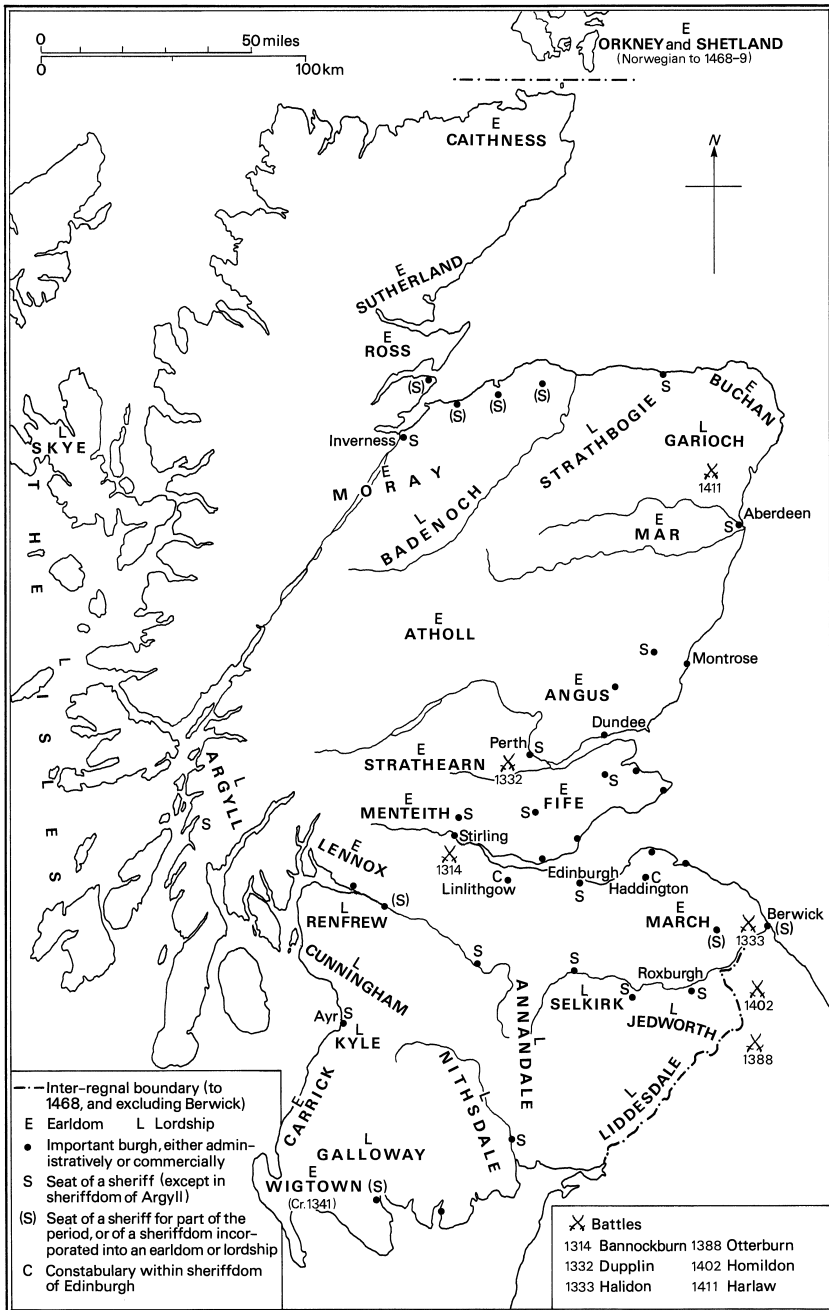 0 50 miles
0 100 km
E
ORKNEY and SHETLAND
(Norwegian to 1468–9)
E
CAITHNESS
N
E
SUTHERLAND
E
ROSS
(S)
(S)
(S)
(S)
S
E
BUCHAN
L
STRATHBOGIE
L
GARIOCH
1411
Inverness S
L
SKYE
E
MORAY
L
BADENOCH
E
MAR
S
Aberdeen
THE ISLES
L
E
ATHOLL
S
Montrose
E
ANGUS
Dundee
Perth S
E
STRATHEARN
1332
L
ARGYLL
S
E
MENTEITH
S
S
E
FIFE
S
Stirling
1314
E
LENNOX
C
Linlithgow
Edinburgh
S
Haddington
C
(S)
L
RENFREW
E
MARCH
(S)
Berwick
(S)
1333
L
CUNNINGHAM
S
S
Roxburgh
S
S
L
SELKIRK
L
JEDWORTH
1402
1388
Ayr S
L
KYLE
L
ANNANDALE
L
NITHSDALE
L
LIDDESDALE
E
CARRICK
S
L
GALLOWAY
E
WIGTOWN (S)
(Cr. 1341)
Inter-regnal boundary (to
1468, and excluding Berwick)
E Earldom L Lordship
Important burgh, either admin–
istratively or commercially
S Seat of a sheriff (except in
sheriffdom of Argyll)
(S) Seat of a sheriff for part of the
period, or of a sheriffdom incor–
porated into an earldom or lordship
C Constabulary within sheriffdom
of Edinburgh
Battles
1314 Bannockburn 1388 Otterburn
1332 Dupplin 1402 Homildon
1333 Halidon 1411 Harlaw